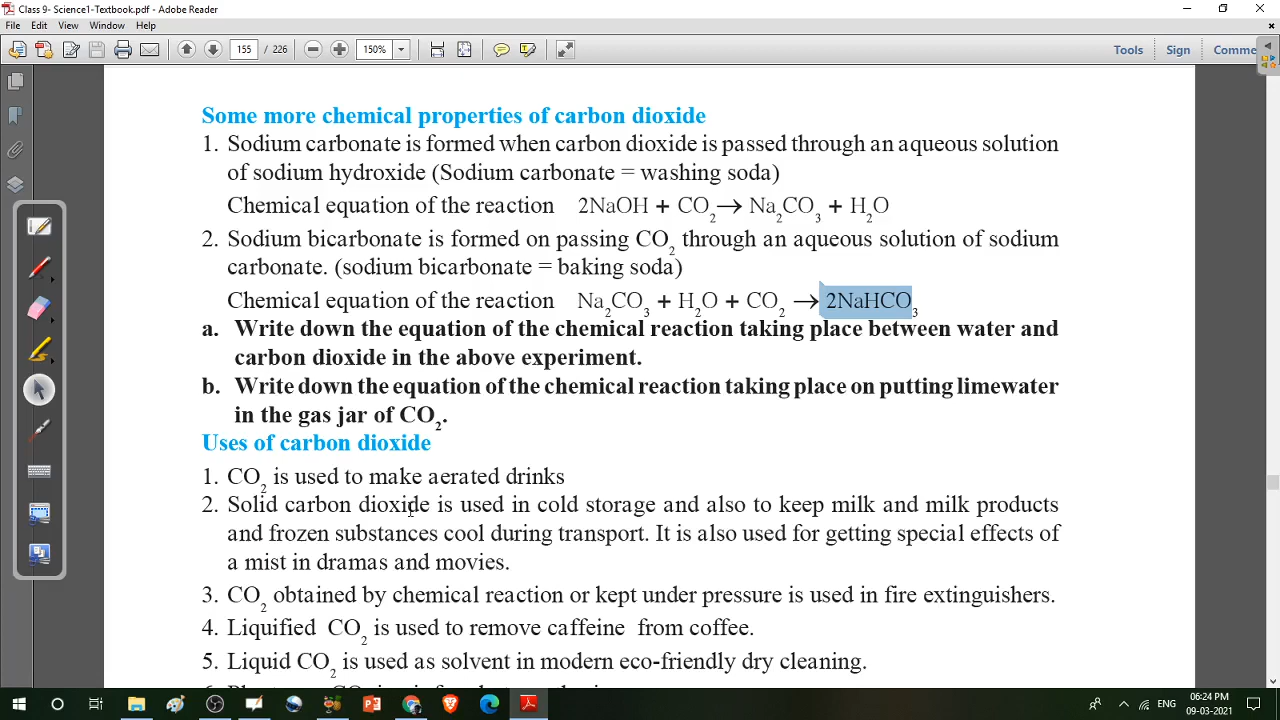 Class 9- Science1-Textbook.pdf - Adobe Reader
File Edit View Window Help
155 / 226 150% Tools Sign Comme
Some more chemical properties of carbon dioxide
1. Sodium carbonate is formed when carbon dioxide is passed through an aqueous solution
of sodium hydroxide (Sodium carbonate = washing soda)
Chemical equation of the reaction 2NaOH + CO₂→ Na₂CO₃ + H₂O
2. Sodium bicarbonate is formed on passing CO₂ through an aqueous solution of sodium
carbonate. (sodium bicarbonate = baking soda)
Chemical equation of the reaction Na₂CO₃ + H₂O + CO₂ → 2NaHCO₃
a. Write down the equation of the chemical reaction taking place between water and
carbon dioxide in the above experiment.
b. Write down the equation of the chemical reaction taking place on putting limewater
in the gas jar of CO₂.
Uses of carbon dioxide
1. CO₂ is used to make aerated drinks
2. Solid carbon dioxide is used in cold storage and also to keep milk and milk products
and frozen substances cool during transport. It is also used for getting special effects of
a mist in dramas and movies.
3. CO₂ obtained by chemical reaction or kept under pressure is used in fire extinguishers.
4. Liquified CO₂ is used to remove caffeine from coffee.
5. Liquid CO₂ is used as solvent in modern eco-friendly dry cleaning.
ENG
06:24 PM
09-03-2021